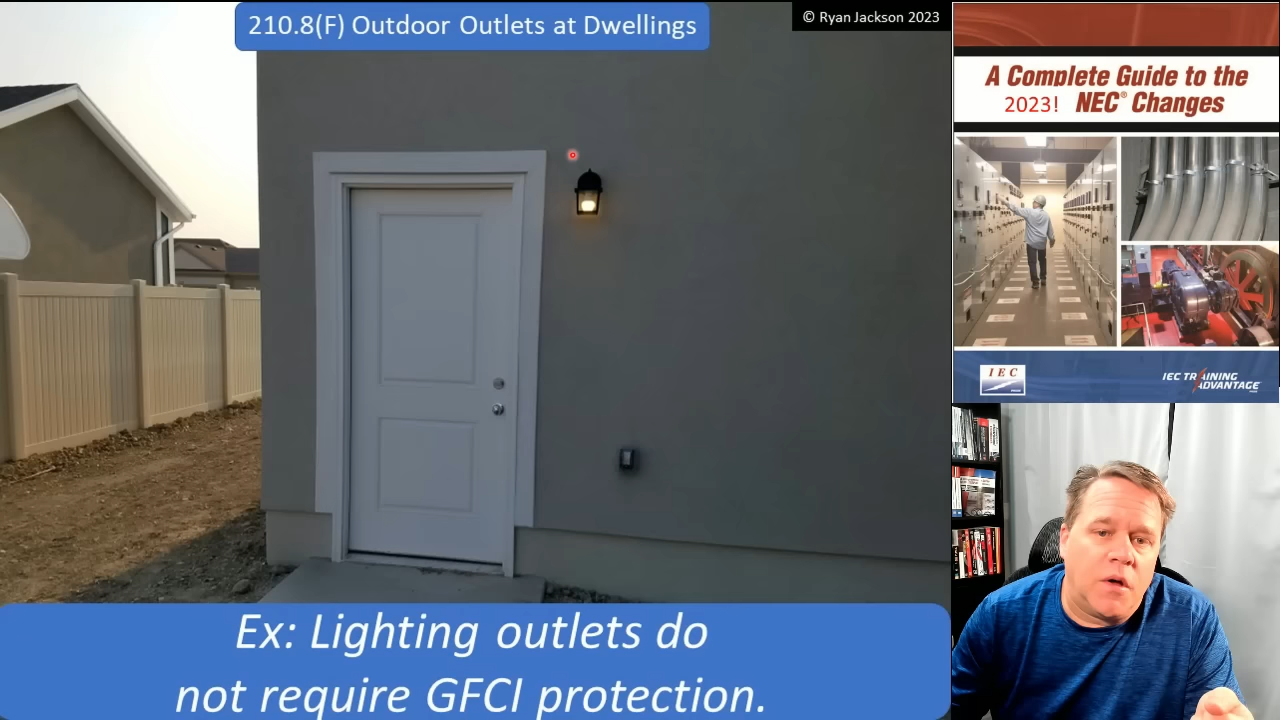 210.8(F) Outdoor Outlets at Dwellings
© Ryan Jackson 2023
A Complete Guide to the
2023! NEC® Changes
IEC
IEC TRAINING
ADVANTAGE
Ex: Lighting outlets do
not require GFCI protection.